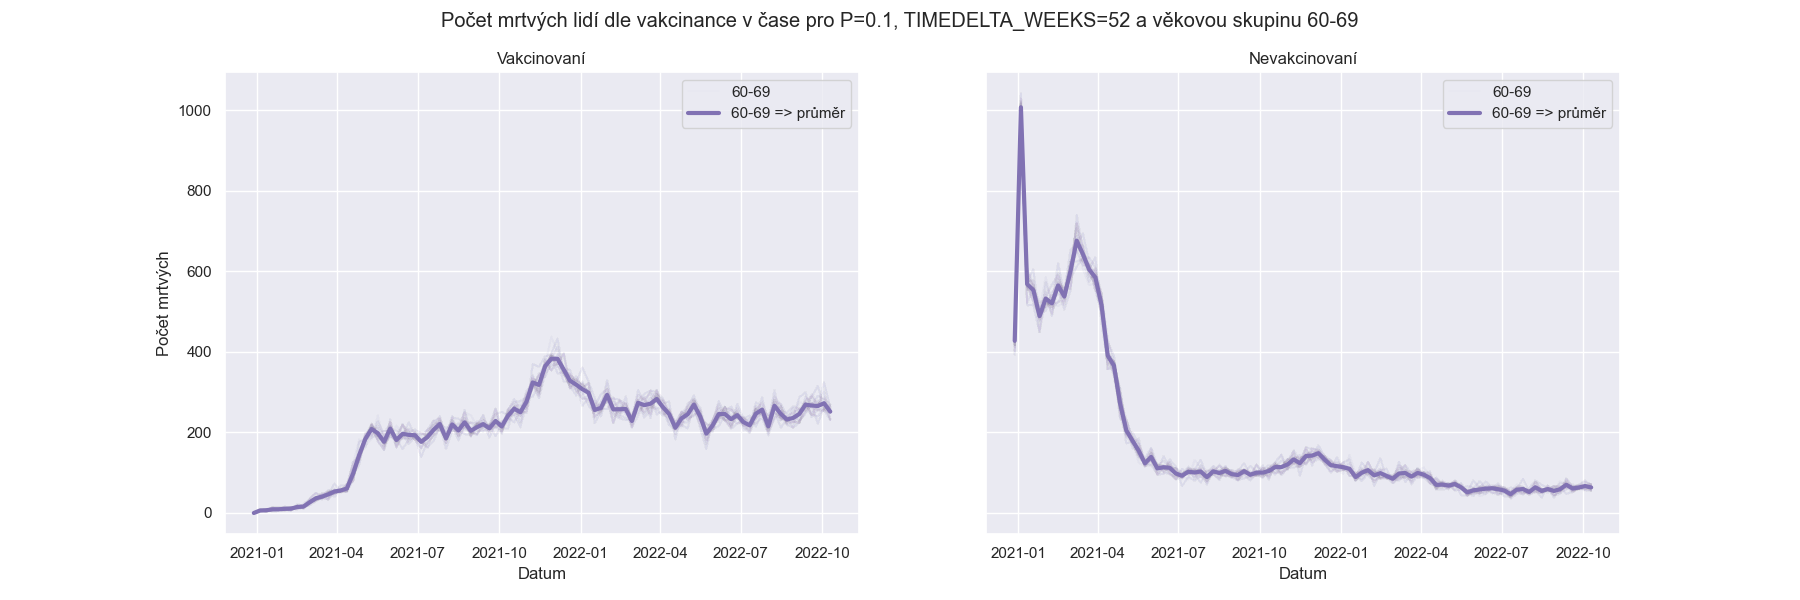 Počet mrtvých lidí dle vakcinance v čase pro P=0.1, TIMEDELTA_WEEKS=52 a věkovou skupinu 60-69
Vakcinovaní
60-69
60-69 => průměr
Počet mrtvých
1000
800
600
400
200
0
2021-01 2021-04 2021-07 2021-10 2022-01 2022-04 2022-07 2022-10
Datum
Nevakcinovaní
60-69
60-69 => průměr
2021-01 2021-04 2021-07 2021-10 2022-01 2022-04 2022-07 2022-10
Datum